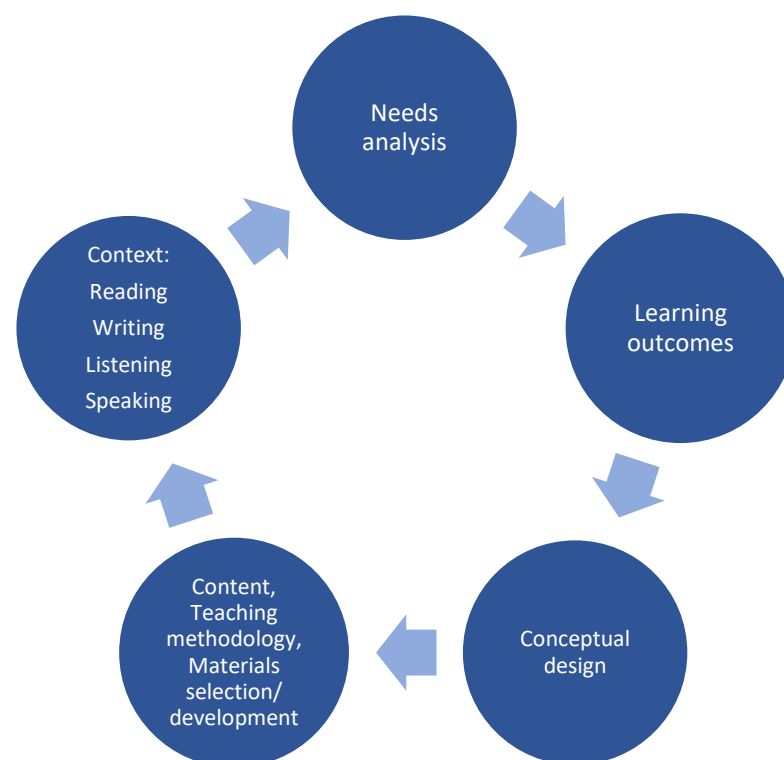 Needs
analysis
Learning
outcomes
Conceptual
design
Content,
Teaching
methodology,
Materials
selection/
development
Context:
Reading
Writing
Listening
Speaking